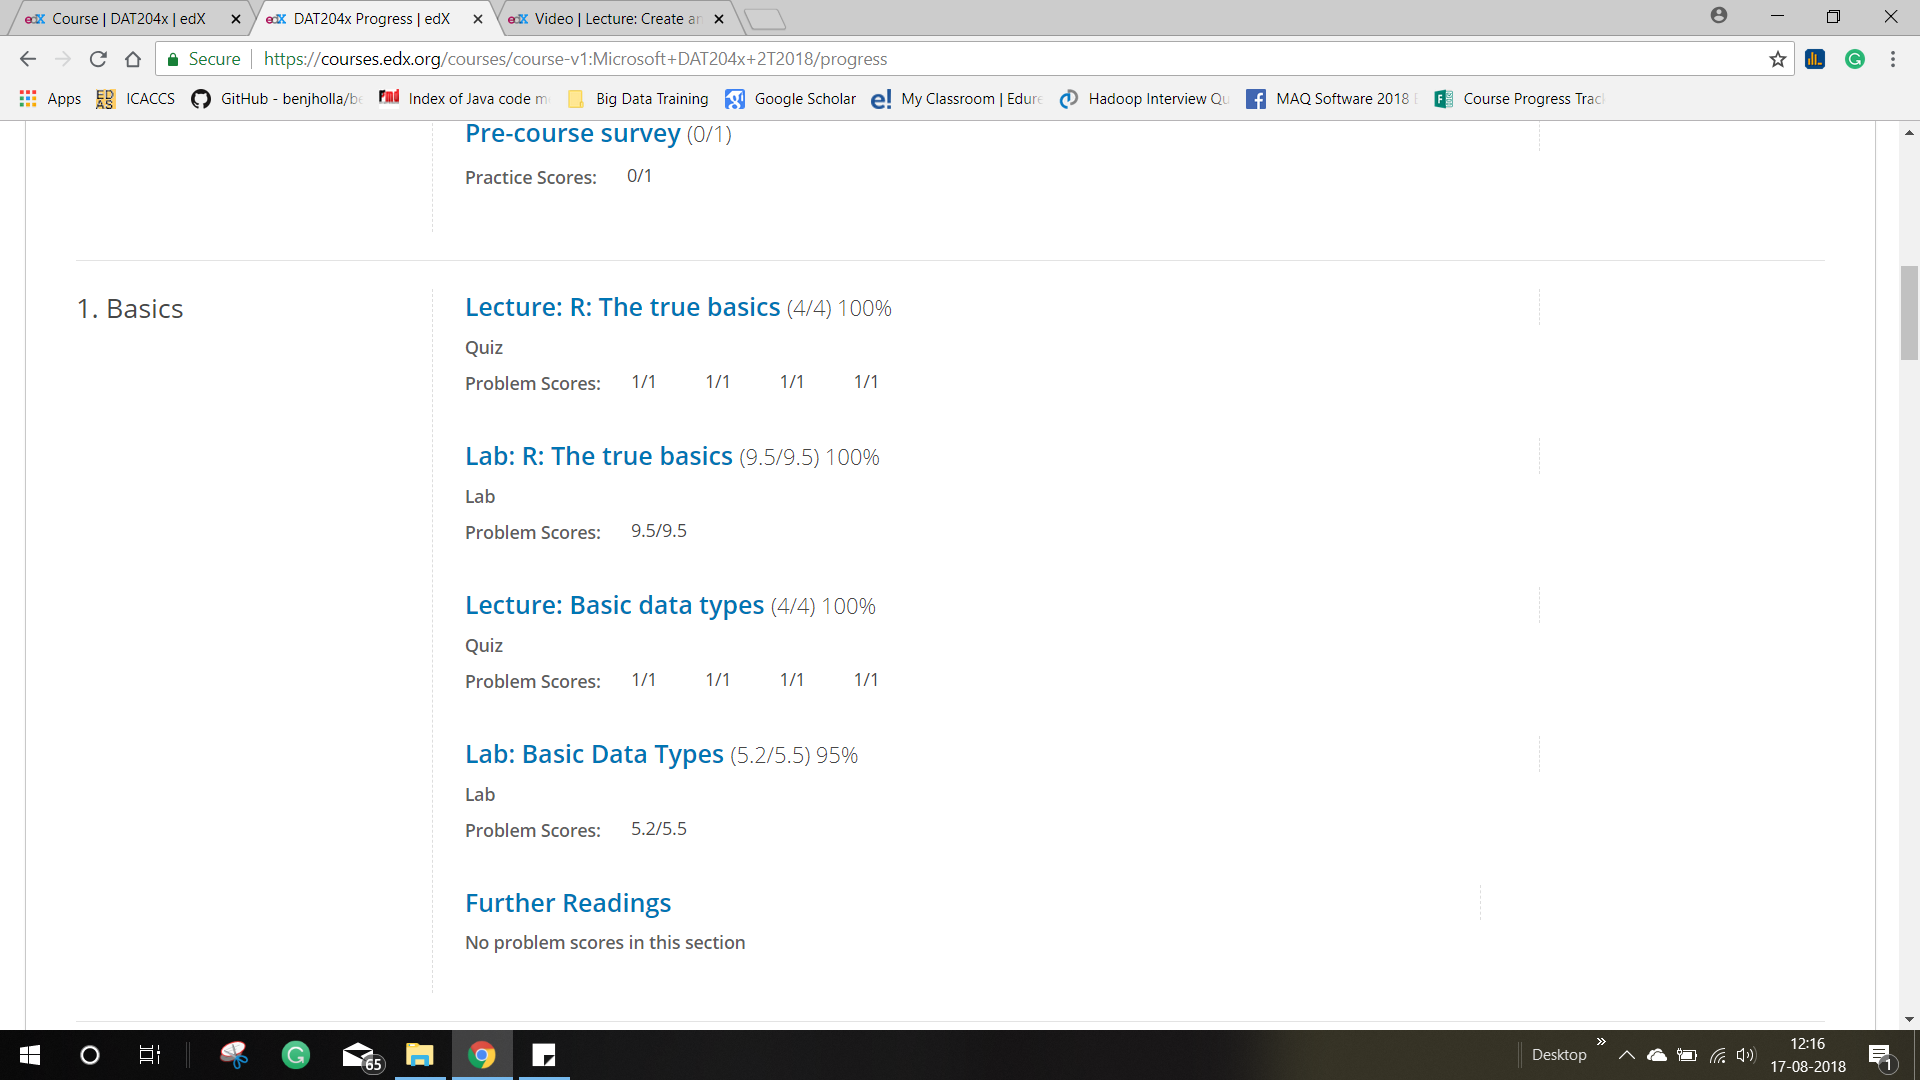 edX Course | DAT204x | edX
edX DAT204x Progress | edX
edX Video | Lecture: Create an
Secure https://courses.edx.org/courses/course-v1:Microsoft+DAT204x+2T2018/progress
Apps EDAS ICACCS GitHub - benjholla/b Fmd Index of Java code m Big Data Training g Google Scholar e! My Classroom | Edure Hadoop Interview Qu f MAQ Software 2018 F Course Progress Trac
Pre-course survey (0/1)
Practice Scores: 0/1
1. Basics
Lecture: R: The true basics (4/4) 100%
Quiz
Problem Scores: 1/1 1/1 1/1 1/1
Lab: R: The true basics (9.5/9.5) 100%
Lab
Problem Scores: 9.5/9.5
Lecture: Basic data types (4/4) 100%
Quiz
Problem Scores: 1/1 1/1 1/1 1/1
Lab: Basic Data Types (5.2/5.5) 95%
Lab
Problem Scores: 5.2/5.5
Further Readings
No problem scores in this section
65
Desktop
12:16
17-08-2018
1